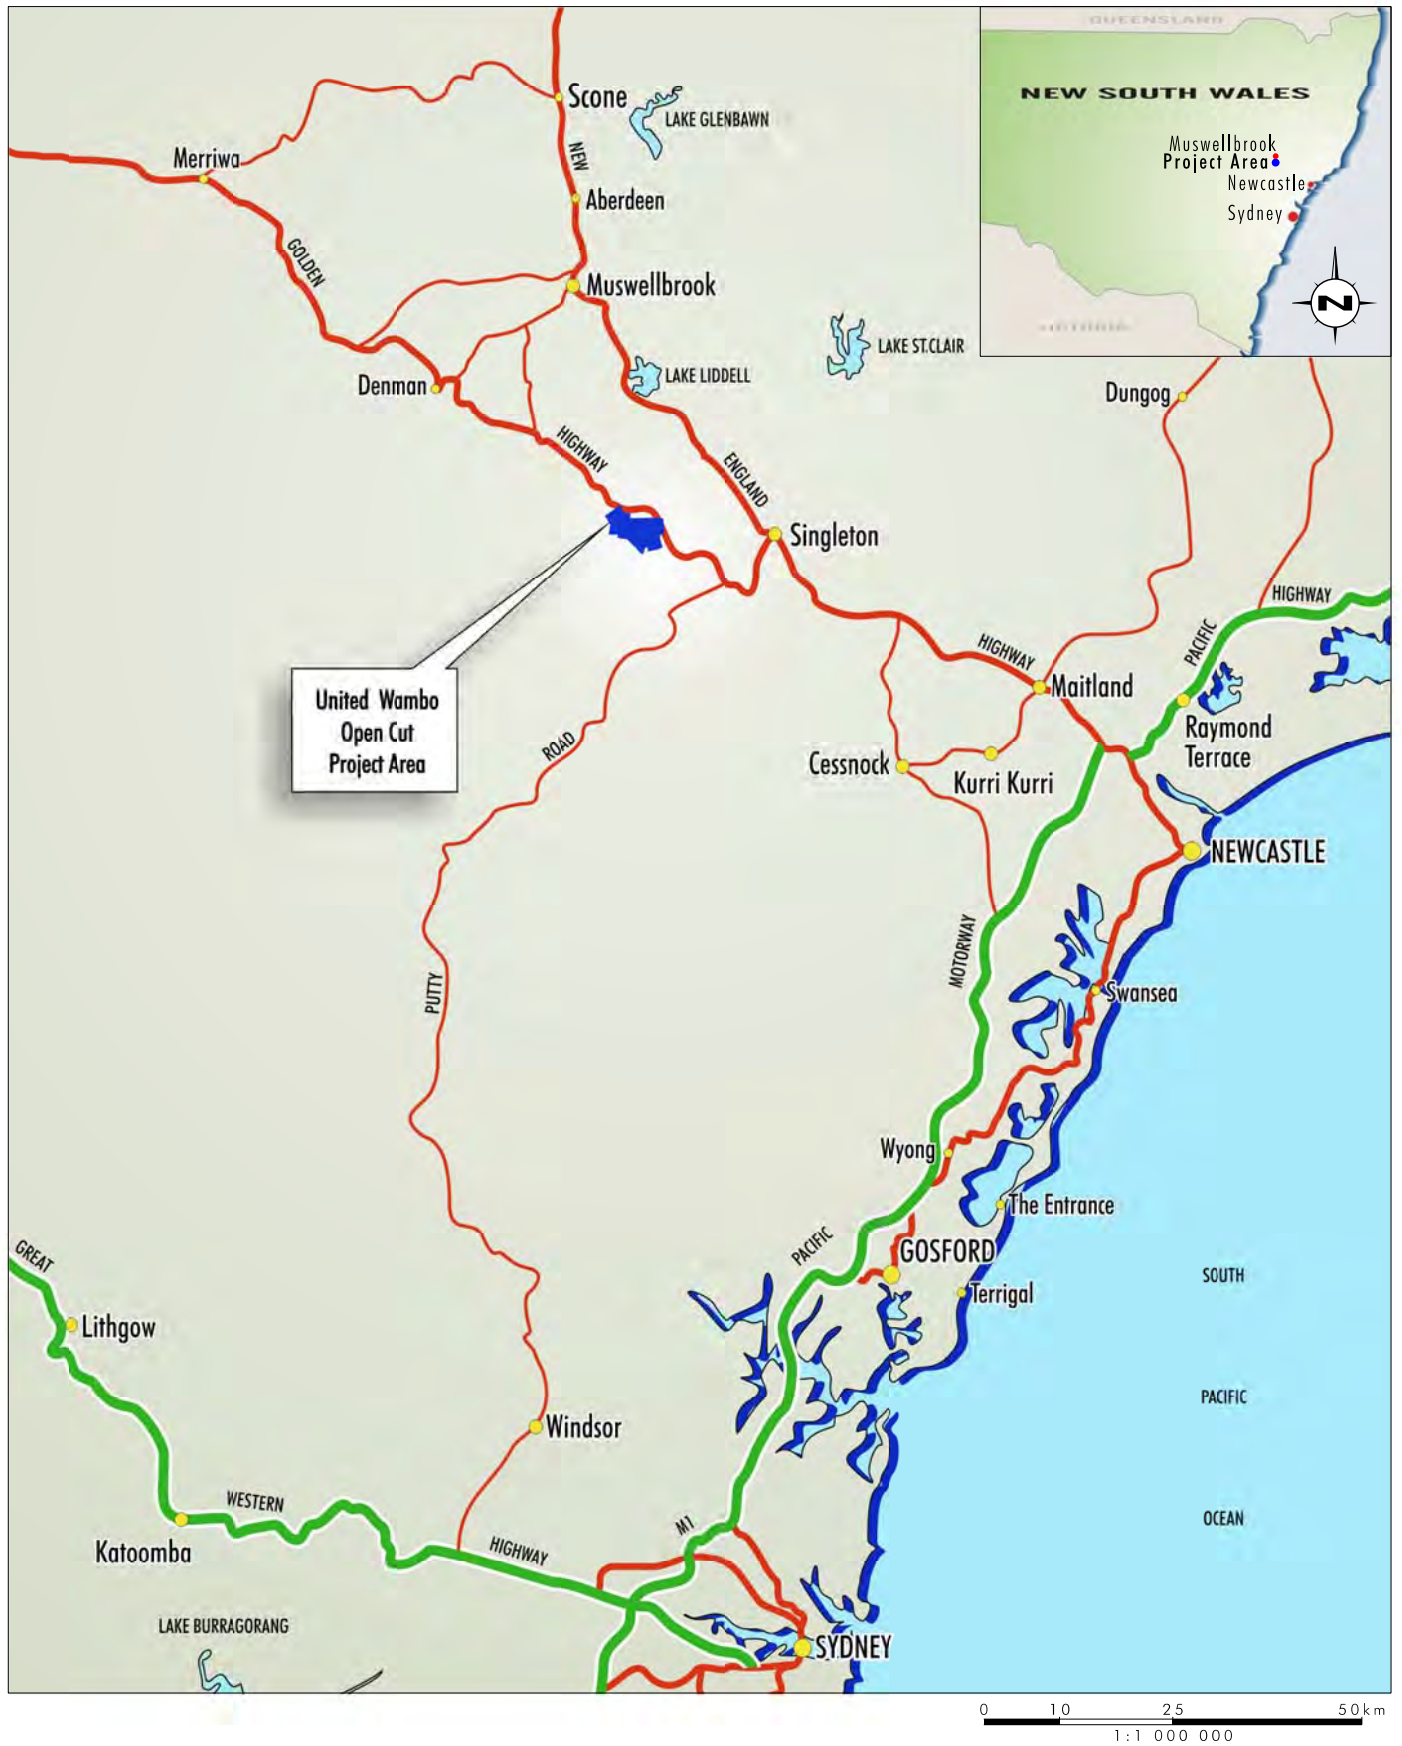 QUEENSLAND
NEW SOUTH WALES
Muswellbrook
Project Area
Newcastle
Sydney
VICTORIA
N
Scone
LAKE GLENBAWN
NEW
Merriwa
Aberdeen
GOLDEN
Muswellbrook
LAKE ST.CLAIR
LAKE LIDDELL
Denman
Dungog
HIGHWAY
ENGLAND
Singleton
HIGHWAY
PACIFIC
HIGHWAY
Maitland
United Wambo
Open Cut
Project Area
Raymond
Terrace
ROAD
Cessnock
Kurri Kurri
NEWCASTLE
MOTORWAY
PUTTY
Swansea
Wyong
The Entrance
PACIFIC
GOSFORD
GREAT
SOUTH
Terrigal
Lithgow
PACIFIC
Windsor
WESTERN
OCEAN
M1
Katoomba
HIGHWAY
LAKE BURRAGORANG
SYDNEY
0 10 25 50km
1:1 000 000